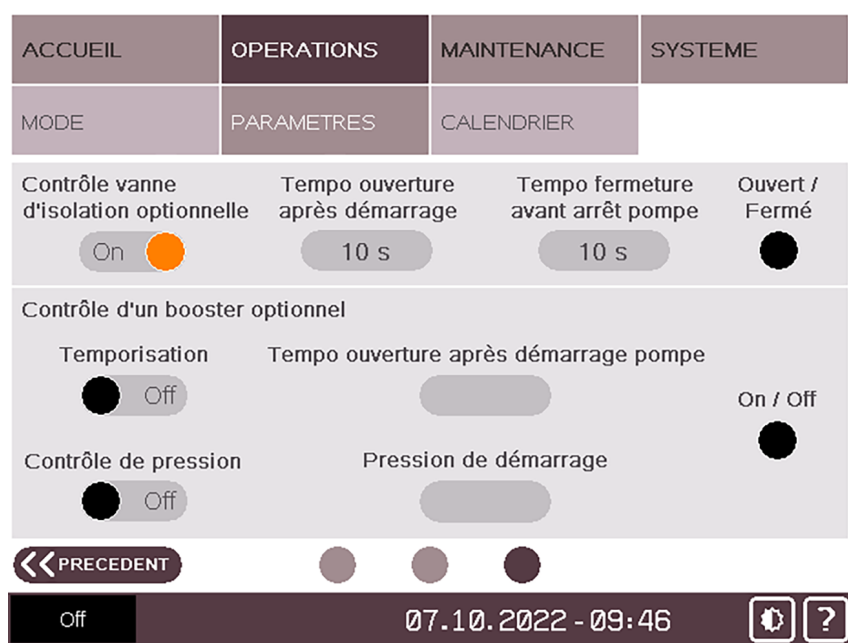 ACCUEIL OPERATIONS MAINTENANCE SYSTEME
MODE PARAMETRES CALENDRIER
Contrôle vanne
d'isolation optionnelle
Tempo ouverture
après démarrage
Tempo fermeture
avant arrêt pompe
Ouvert /
Fermé
On 10 s 10 s
Contrôle d'un booster optionnel
Temporisation Tempo ouverture après démarrage pompe
Off On / Off
Contrôle de pression Pression de démarrage
Off
PRECEDENT
Off 07.10.2022-09:46 ?